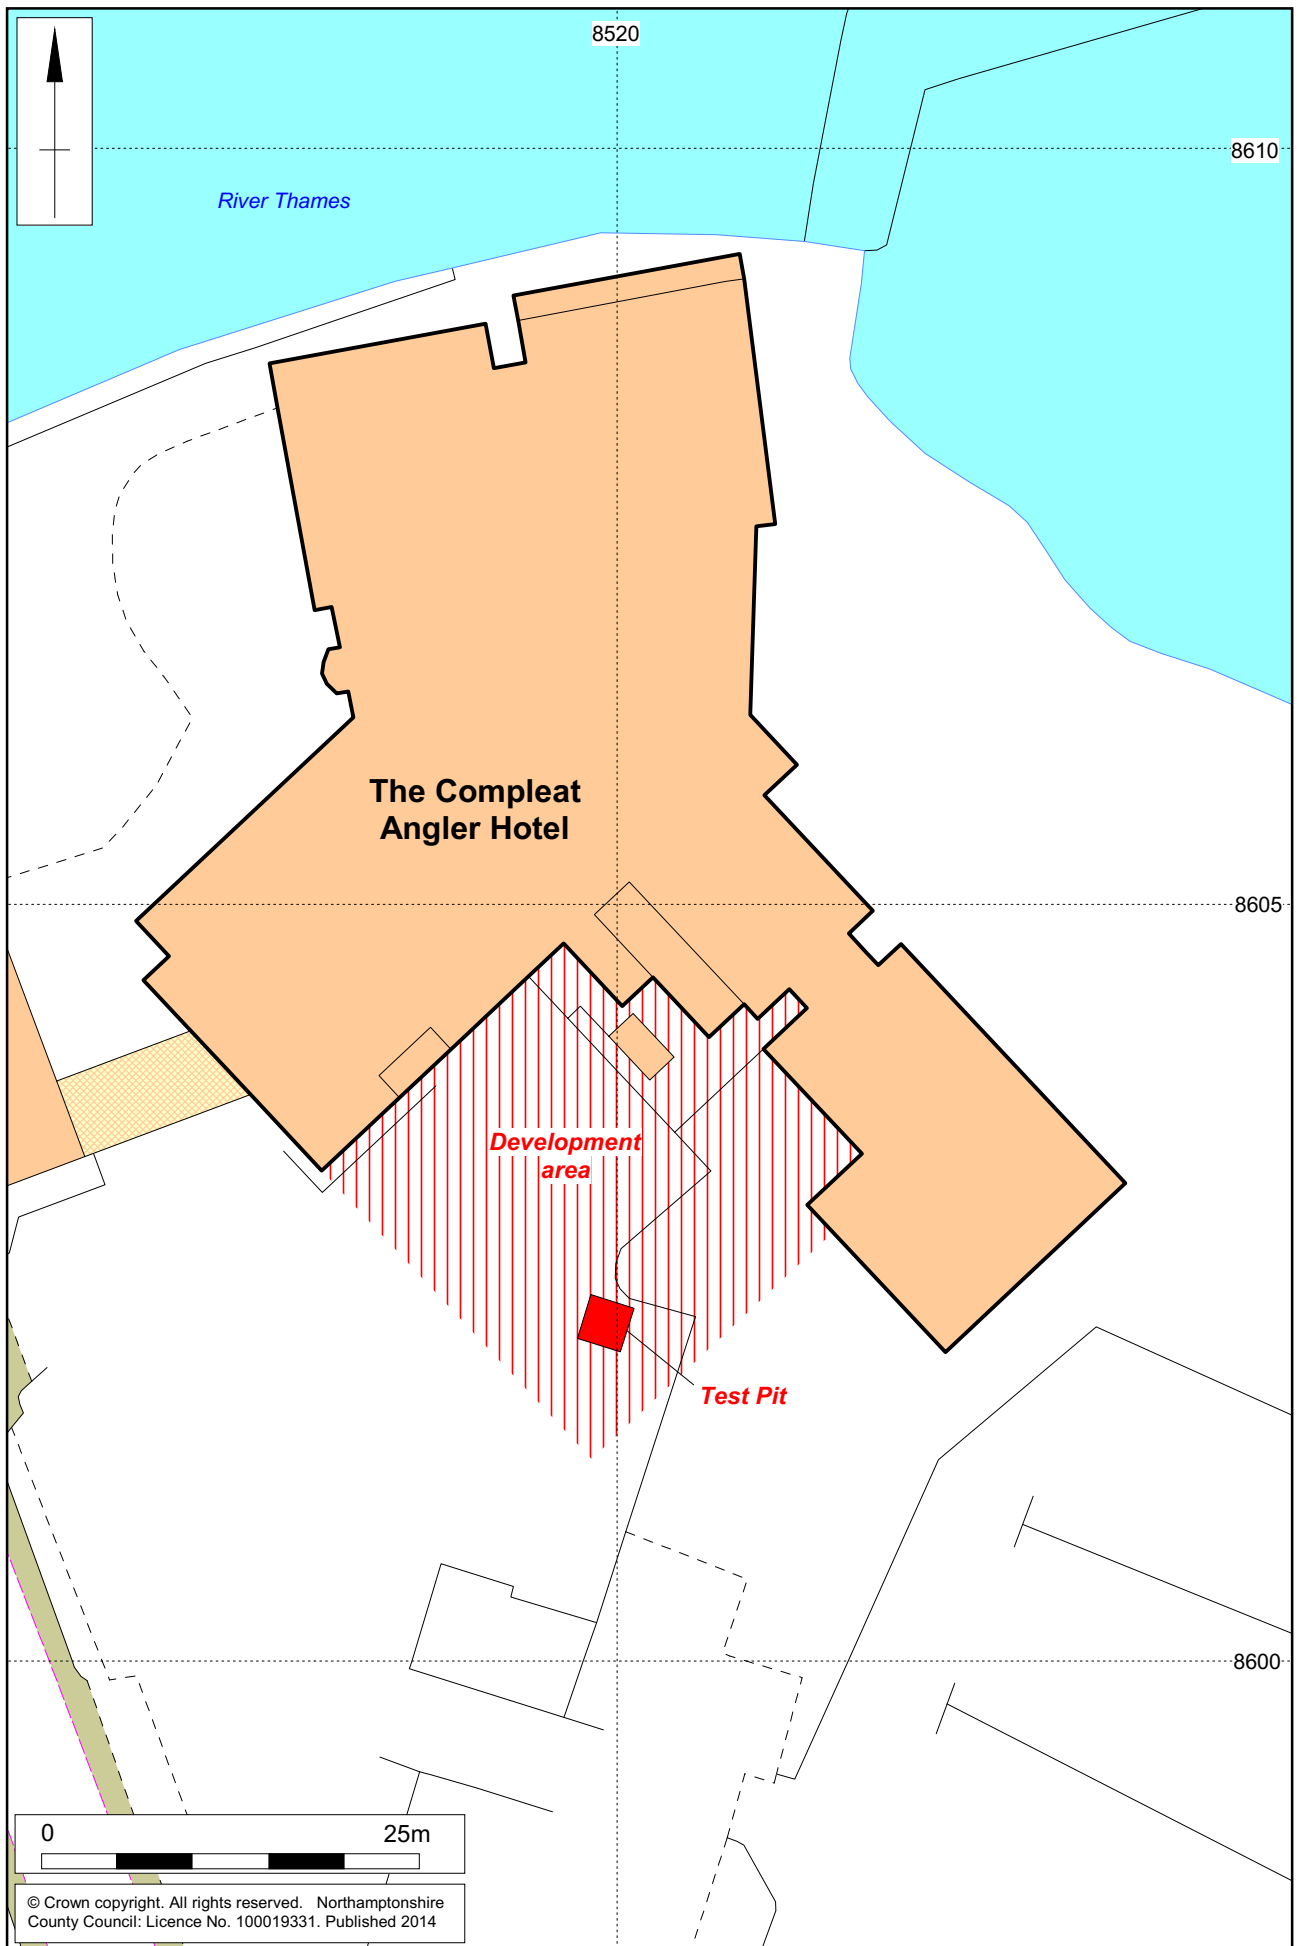 8520
8610
River Thames
The Compleat
Angler Hotel
8605
Development
area
Test Pit
8600
0 25m
© Crown copyright. All rights reserved. Northamptonshire
County Council: Licence No. 100019331. Published 2014